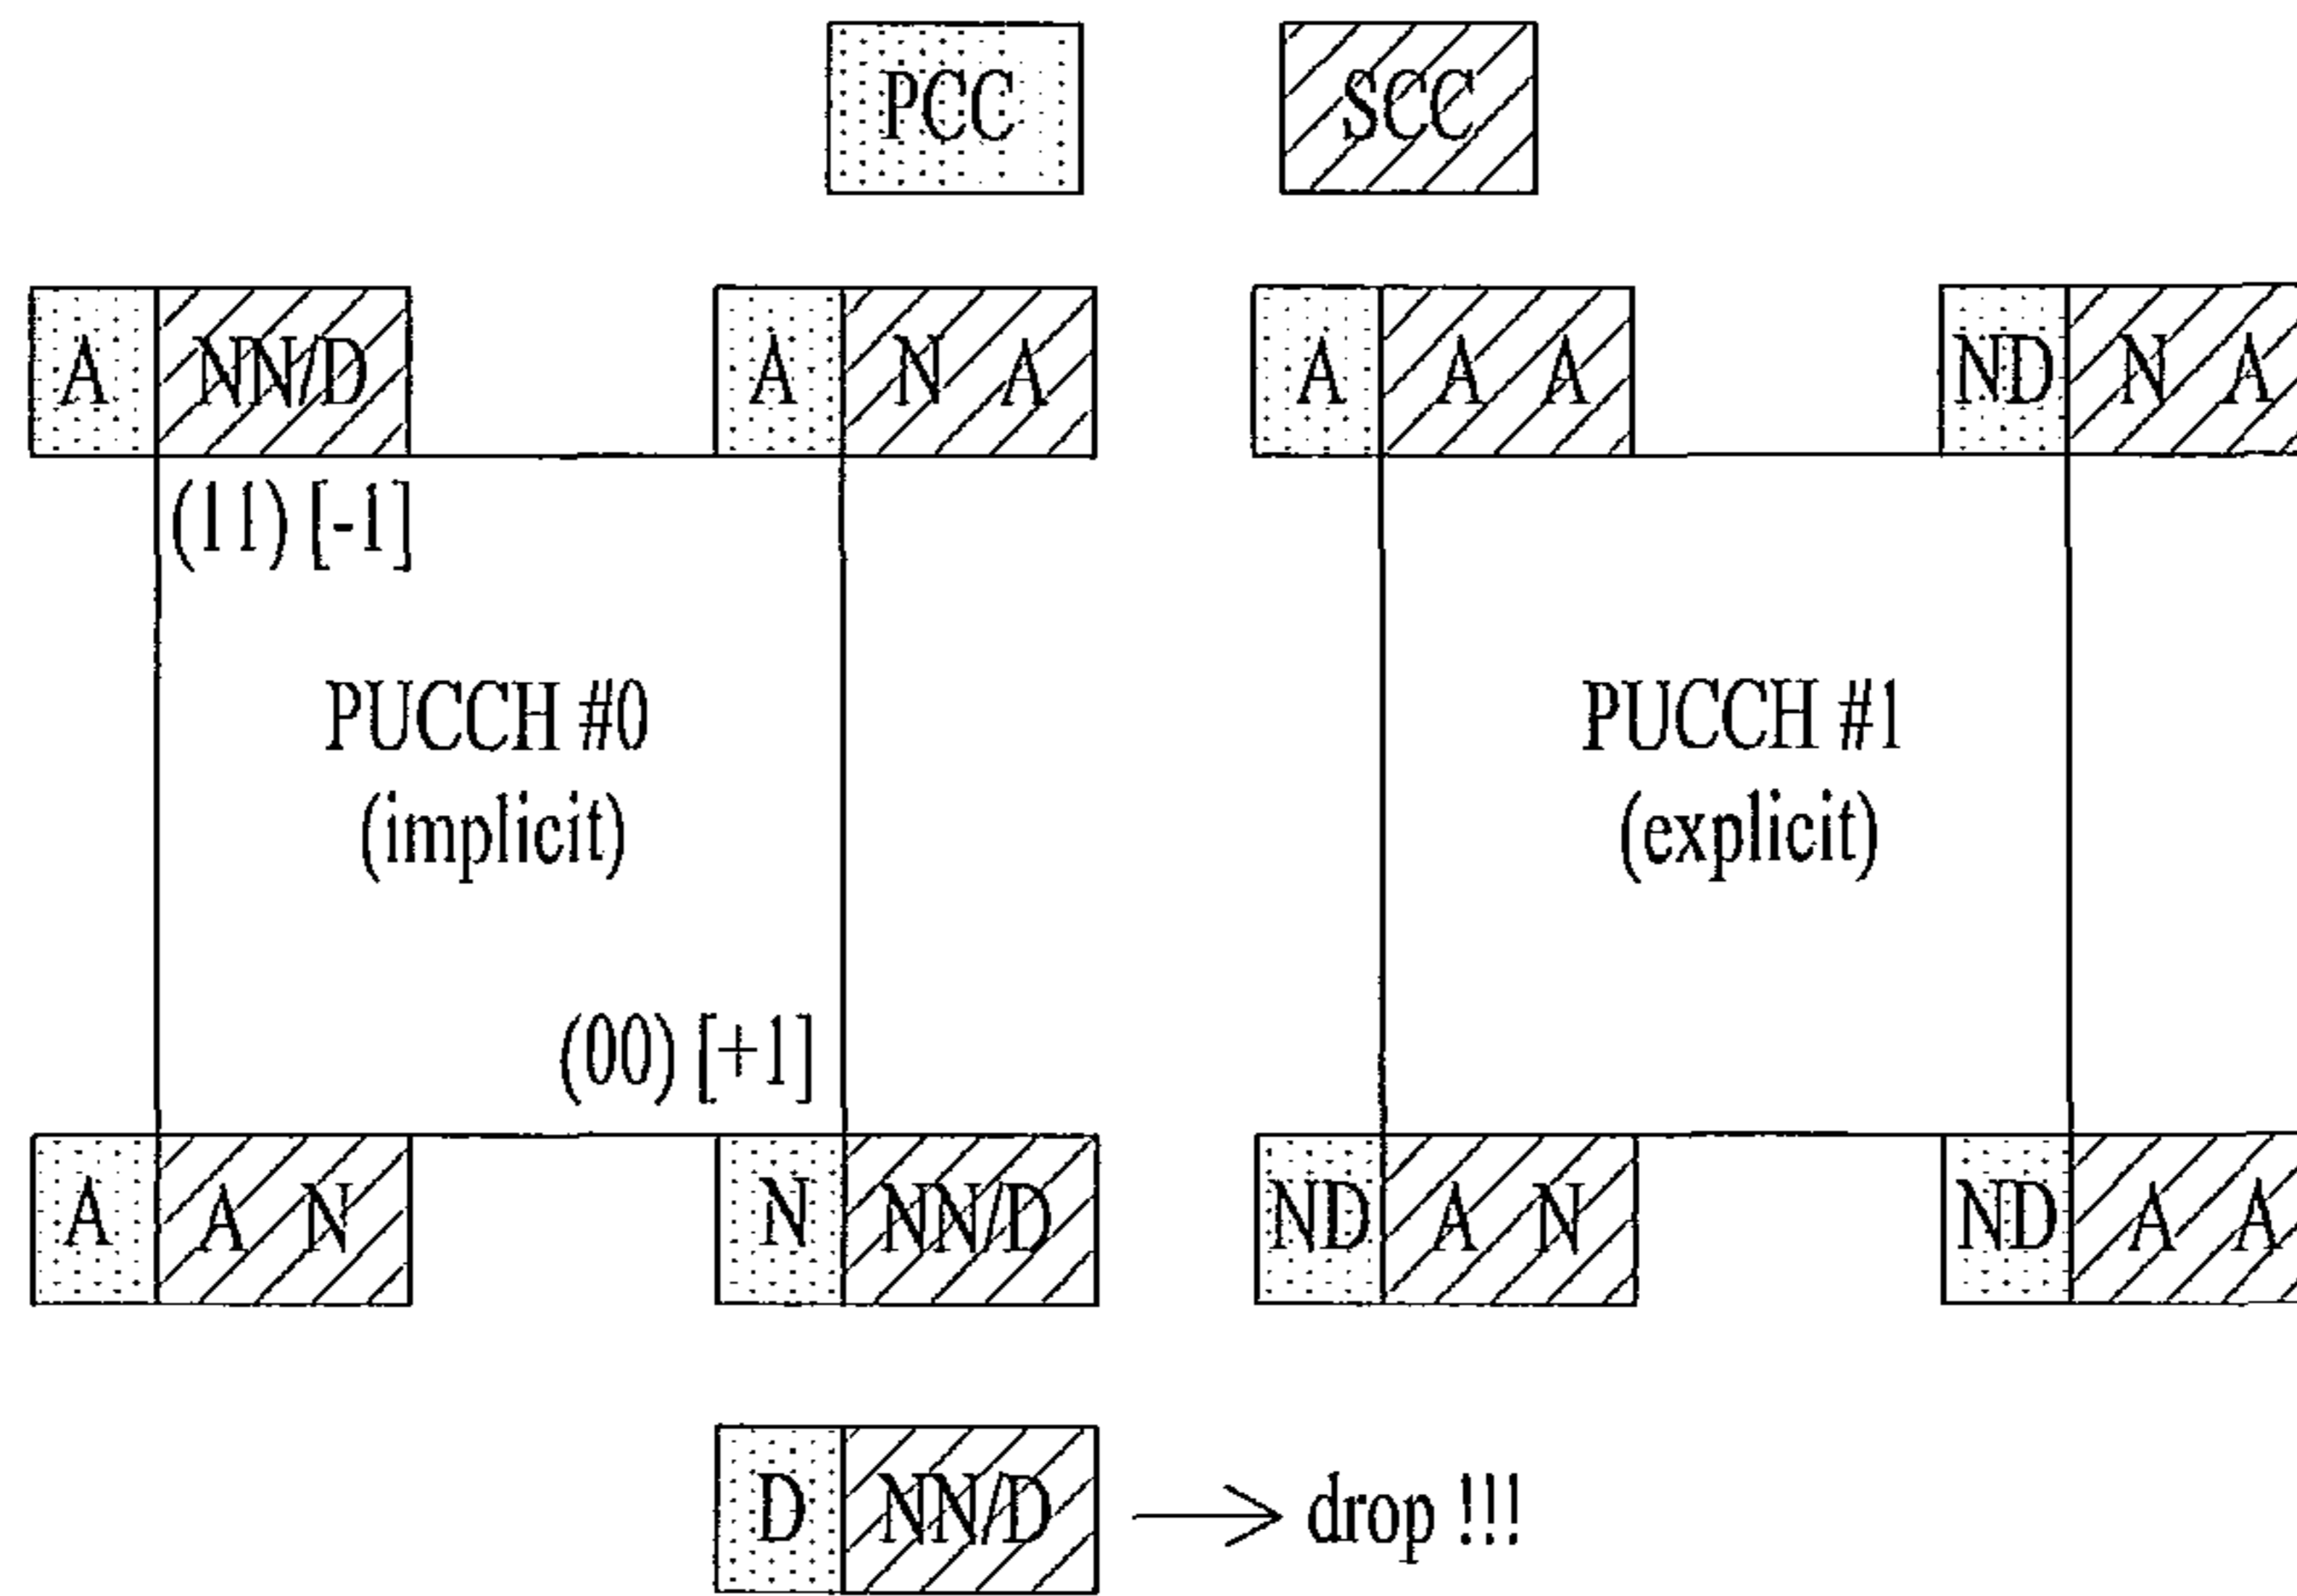 PCC SCC
A NN/D A N A A A A ND N A
(11) [-1]
PUCCH #0 PUCCH #1
(implicit) (explicit)
(00) [+1]
A A N N NN/D ND A N ND A A
D NN/D drop !!!